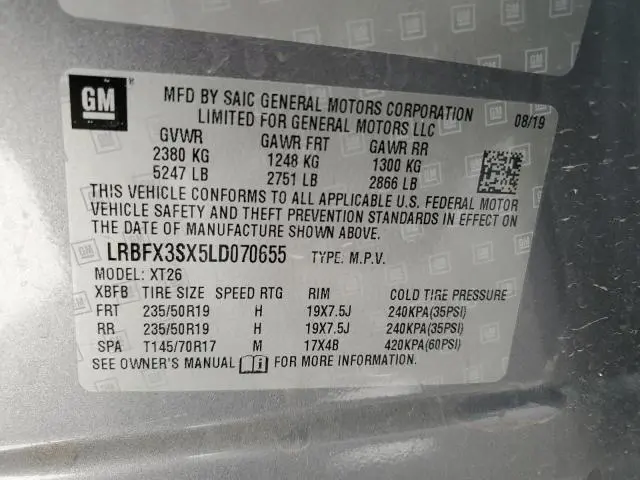 GM
MFD BY SAIC GENERAL MOTORS CORPORATION
LIMITED FOR GENERAL MOTORS LLC
08/19
GVWR GAWR FRT GAWR RR
2380 KG 1248 KG 1300 KG
5247 LB 2751 LB 2866 LB
THIS VEHICLE CONFORMS TO ALL APPLICABLE U.S. FEDERAL MOTOR
VEHICLE SAFETY AND THEFT PREVENTION STANDARDS IN EFFECT ON
THE DATE OF MANUFACTURE SHOWN ABOVE.
LRBFX3SX5LD070655 TYPE: M.P.V.
MODEL: XT26
XBFB TIRE SIZE SPEED RTG RIM COLD TIRE PRESSURE
FRT 235/50R19 H 19X7.5J 240KPA(35PSI)
RR 235/50R19 H 19X7.5J 240KPA(35PSI)
SPA T145/70R17 M 17X4B 420KPA(60PSI)
SEE OWNER'S MANUAL FOR MORE INFORMATION.